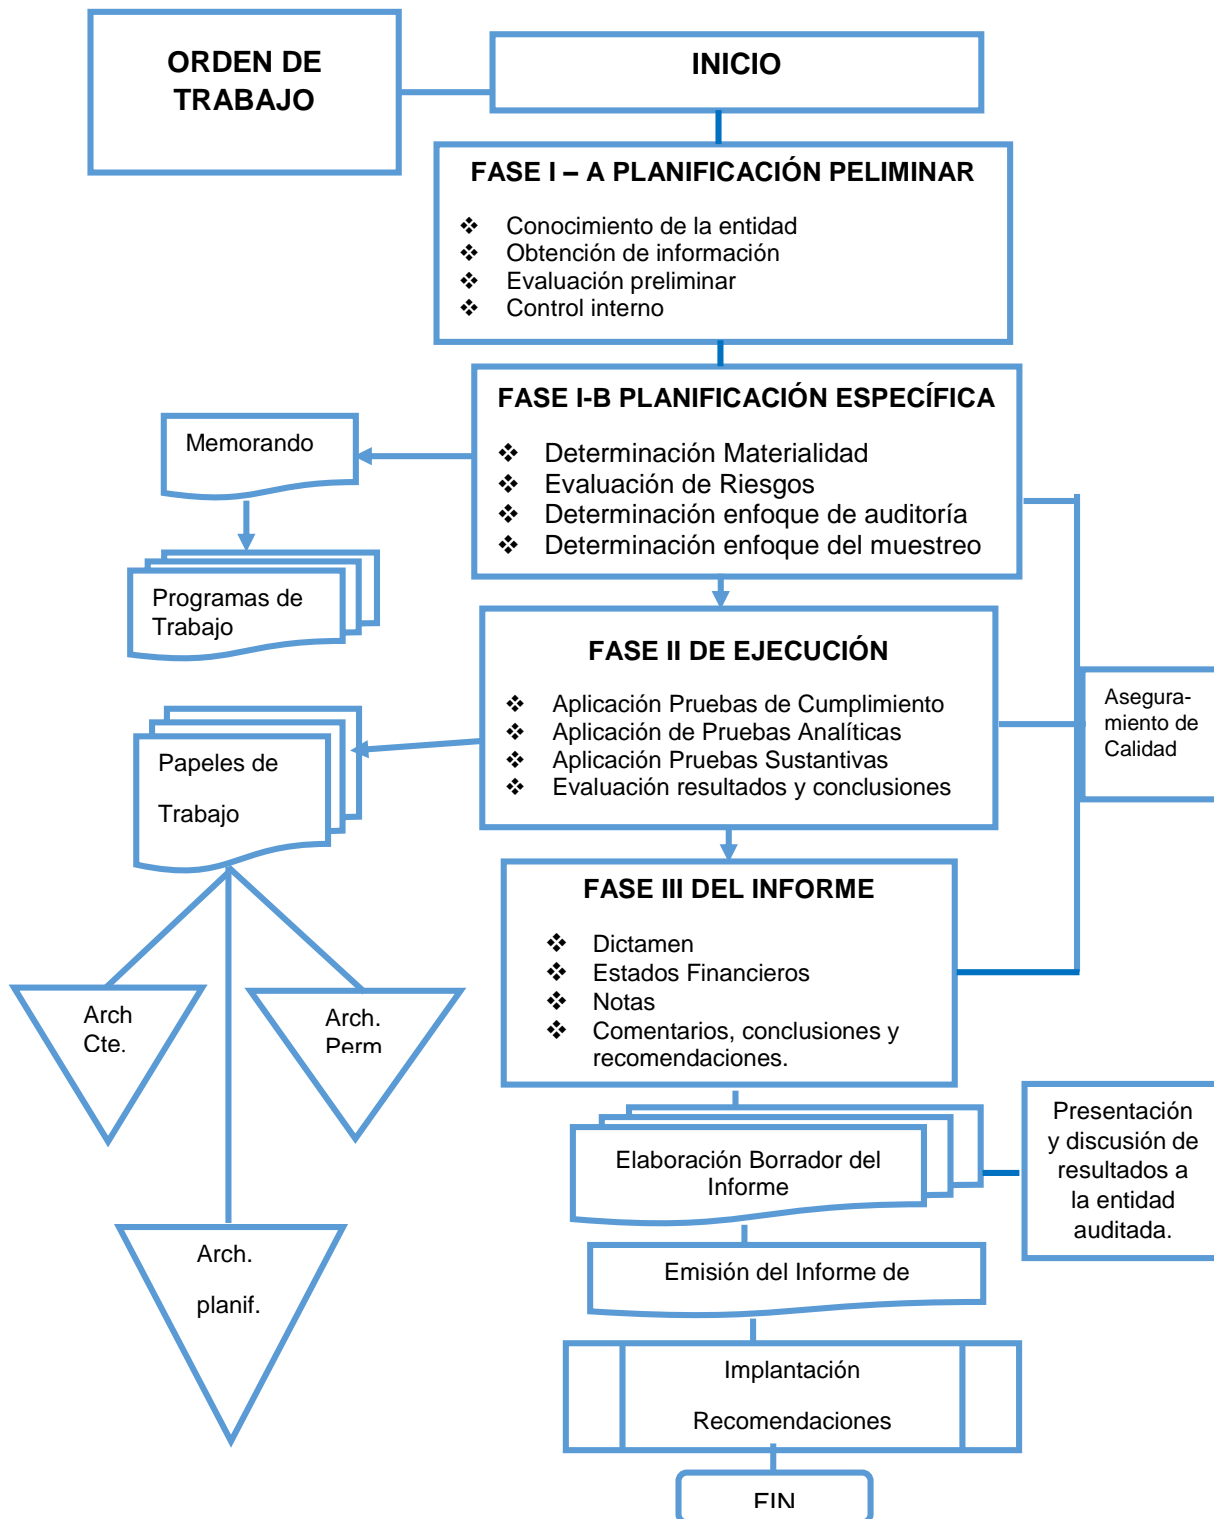 ORDEN DE
TRABAJO
INICIO
FASE I – A PLANIFICACIÓN PELIMINAR
❖ Conocimiento de la entidad
❖ Obtención de información
❖ Evaluación preliminar
❖ Control interno
FASE I-B PLANIFICACIÓN ESPECÍFICA
❖ Determinación Materialidad
❖ Evaluación de Riesgos
❖ Determinación enfoque de auditoría
❖ Determinación enfoque del muestreo
Memorando
Programas de
Trabajo
FASE II DE EJECUCIÓN
❖ Aplicación Pruebas de Cumplimiento
❖ Aplicación de Pruebas Analíticas
❖ Aplicación Pruebas Sustantivas
❖ Evaluación resultados y conclusiones
Asegura-
miento de
Calidad
Papeles de
Trabajo
FASE III DEL INFORME
❖ Dictamen
❖ Estados Financieros
❖ Notas
❖ Comentarios, conclusiones y
recomendaciones.
Arch
Cte.
Arch.
Perm
Arch.
planif.
Elaboración Borrador del
Informe
Presentación
y discusión de
resultados a
la entidad
auditada.
Emisión del Informe de
Implantación
Recomendaciones
FIN